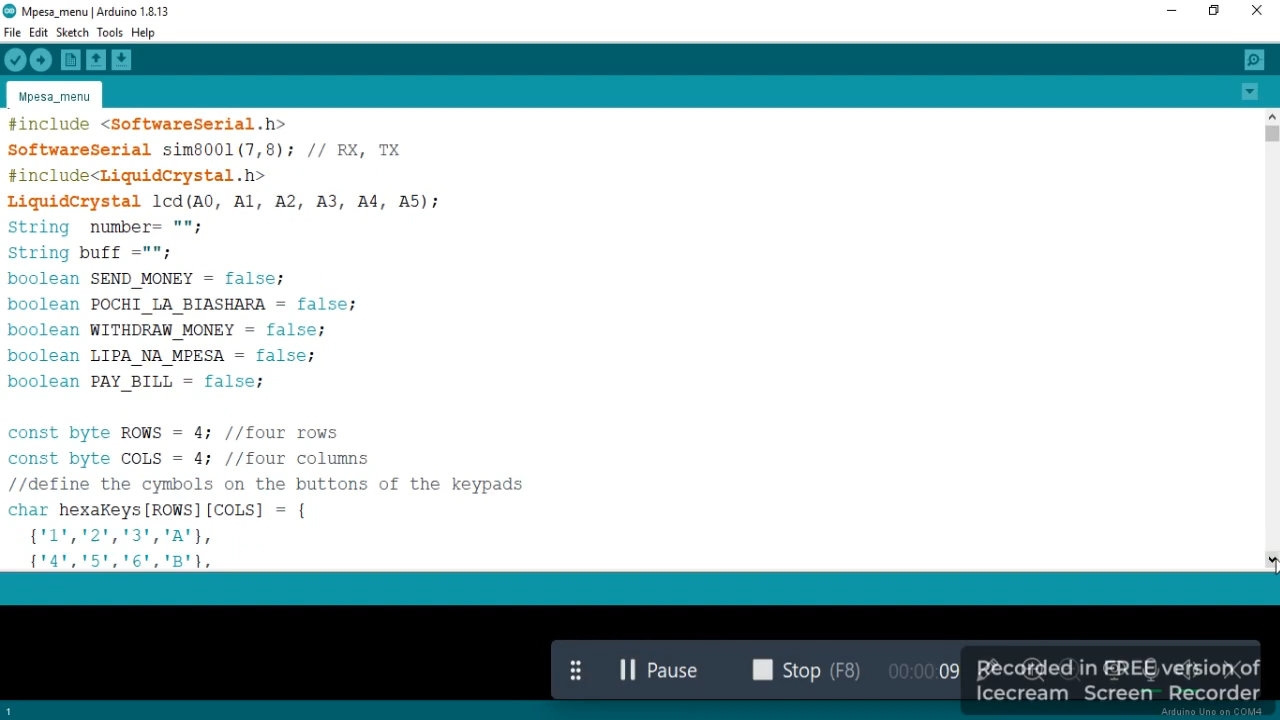 Mpesa_menu | Arduino 1.8.13
File Edit Sketch Tools Help
Mpesa_menu
#include <SoftwareSerial.h>
SoftwareSerial sim800l(7,8); // RX, TX
#include<LiquidCrystal.h>
LiquidCrystal lcd(A0, A1, A2, A3, A4, A5);
String  number= "";
String buff ="";
boolean SEND_MONEY = false;
boolean POCHI_LA_BIASHARA = false;
boolean WITHDRAW_MONEY = false;
boolean LIPA_NA_MPESA = false;
boolean PAY_BILL = false;
const byte ROWS = 4; //four rows
const byte COLS = 4; //four columns
//define the cymbols on the buttons of the keypads
char hexaKeys[ROWS][COLS] = {
  {'1','2','3','A'},
  {'4','5','6','B'},
Pause Stop (F8) 00:00:09
Recorded in FREE version of
Icecream Screen Recorder
1 Arduino Uno on COM4